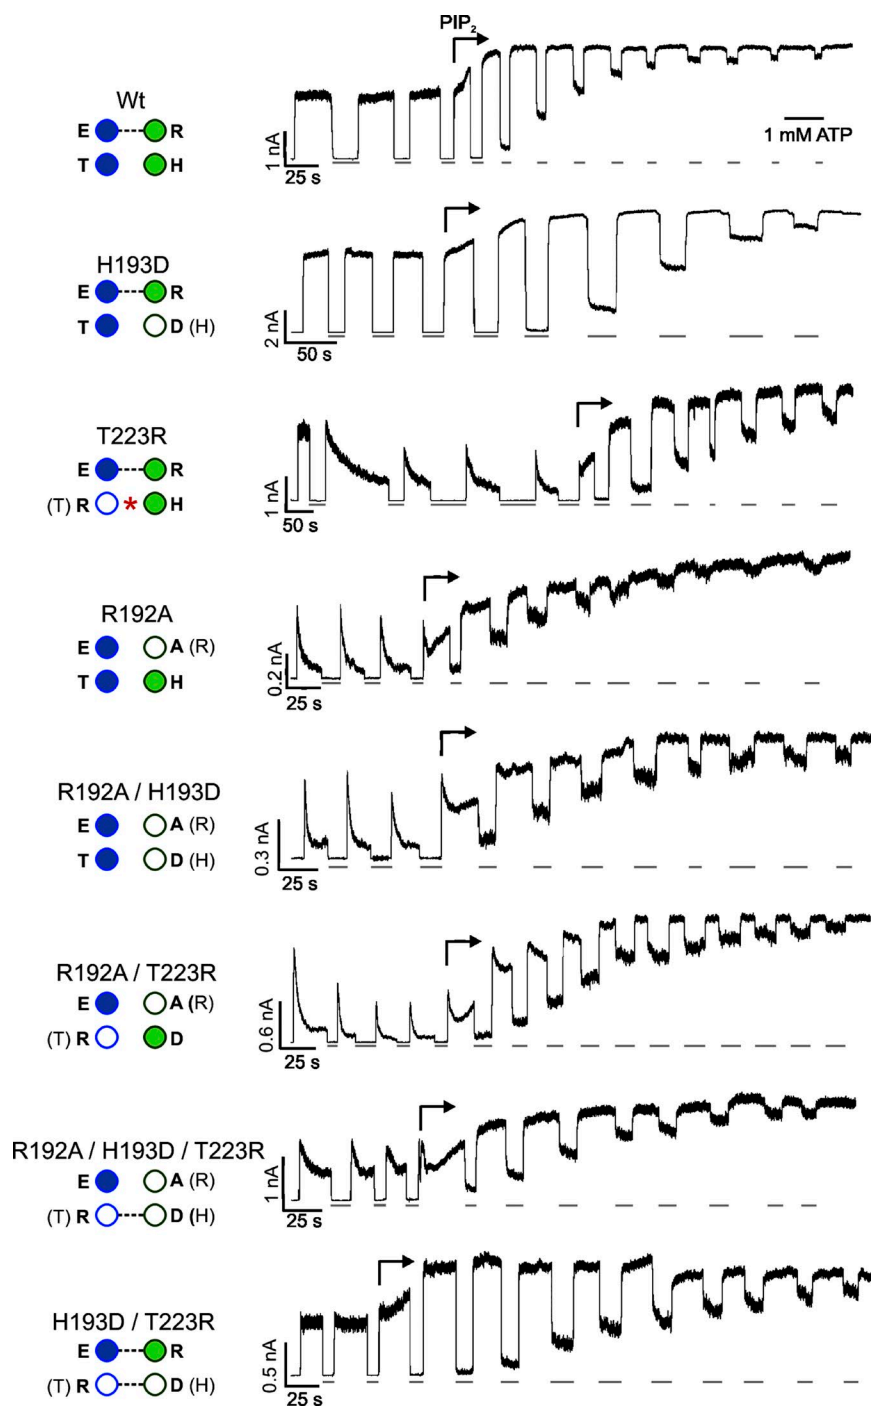 PIP2
Wt
E R
T H
1 nA
25 s
1 mM ATP
H193D
E R
T D (H)
2 nA
50 s
T223R
E R
(T) R * H
1 nA
50 s
R192A
E A (R)
T H
0.2 nA
25 s
R192A / H193D
E A (R)
T D (H)
0.3 nA
25 s
R192A / T223R
E A (R)
(T) R D
0.6 nA
25 s
R192A / H193D / T223R
E A (R)
(T) R D (H)
1 nA
25 s
H193D / T223R
E R
(T) R D (H)
0.5 nA
25 s